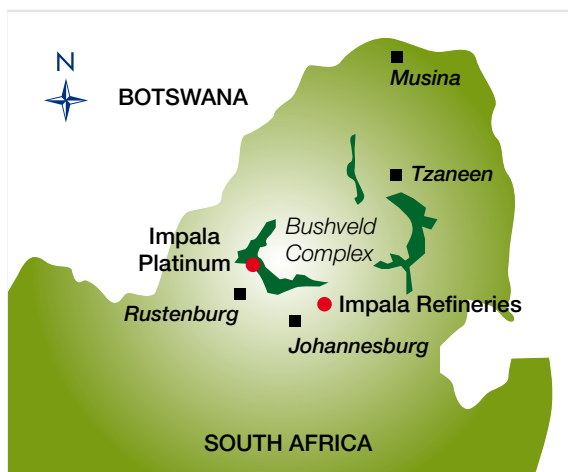 N
BOTSWANA
Musina
Tzaneen
Bushveld
Complex
Impala
Platinum
Rustenburg
Impala Refineries
Johannesburg
SOUTH AFRICA